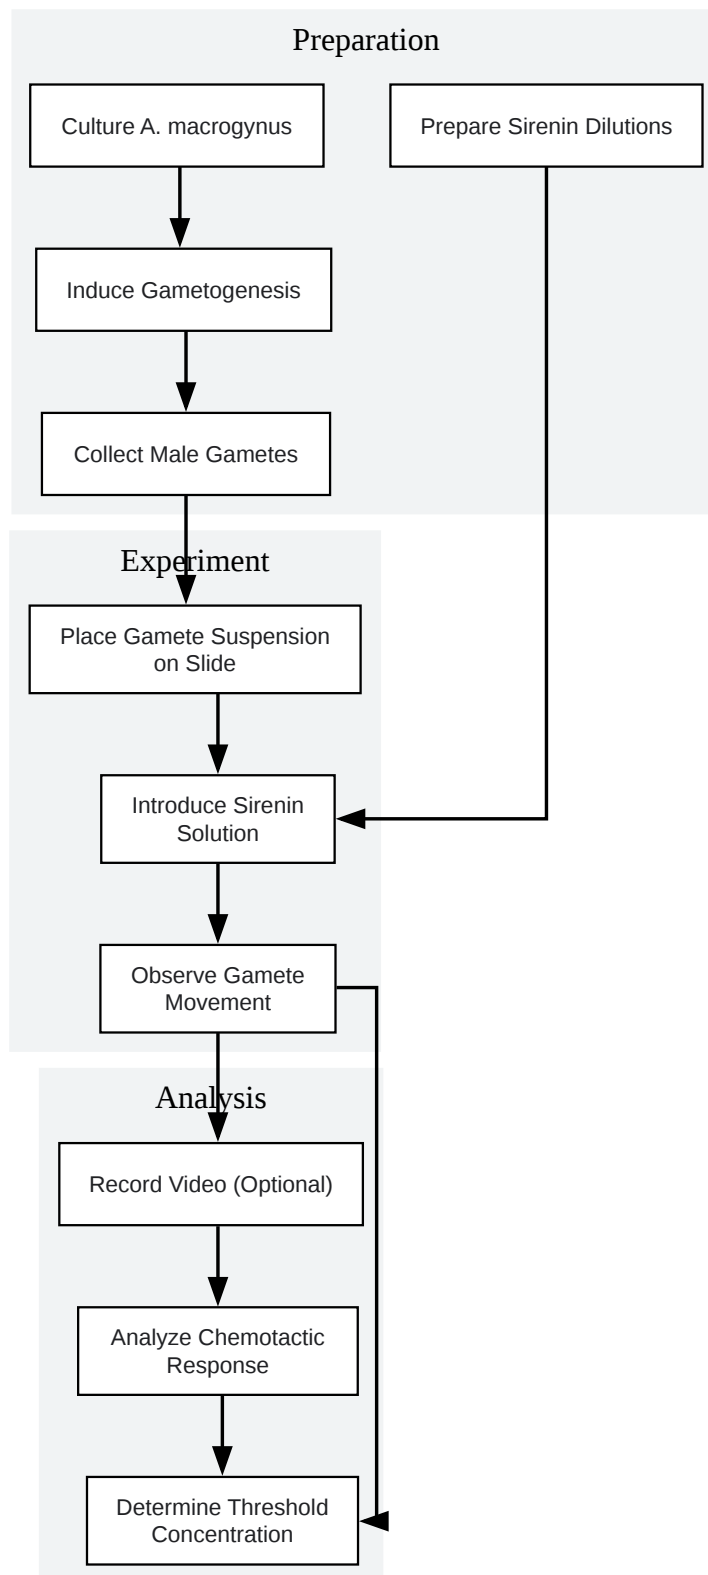 Preparation
Culture A. macrogynus
Prepare Sirenin Dilutions
Induce Gametogenesis
Collect Male Gametes
Experiment
Place Gamete Suspension
on Slide
Introduce Sirenin
Solution
Observe Gamete
Movement
Analysis
Record Video (Optional)
Analyze Chemotactic
Response
Determine Threshold
Concentration